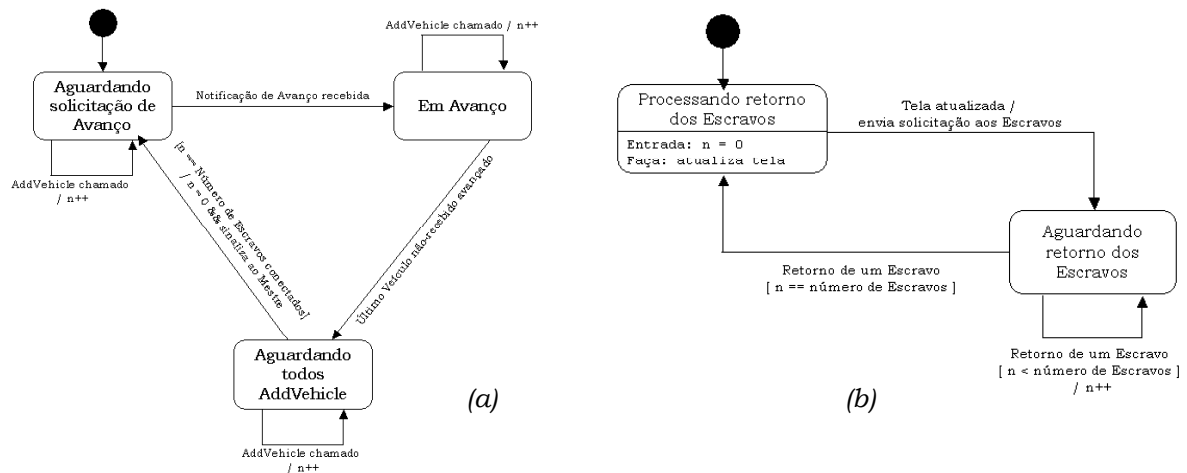 AddVehicle chamado / n++
Aguardando
solicitação de
Avanço
Notificação de Avanço recebida
Em Avanço
AddVehicle chamado
/ n++
[n == Número de Escravos conectados]
/ n = 0 && sinaliza ao Mestre
Último Veículo não-recebido avançado
Aguardando
todos
AddVehicle
AddVehicle chamado
/ n++
(a)
Processando retorno
dos Escravos
Entrada: n = 0
Faça: atualiza tela
Tela atualizada /
envia solicitação aos Escravos
Aguardando
retorno dos
Escravos
Retorno de um Escravo
[ n == número de Escravos ]
Retorno de um Escravo
[ n < número de Escravos ]
/ n++
(b)